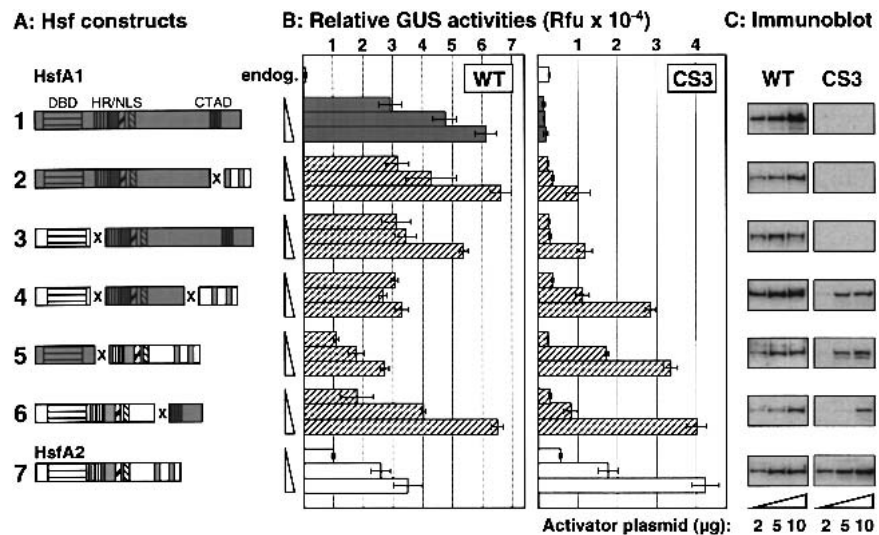 A: Hsf constructs
B: Relative GUS activities (Rfu x 10⁻⁴)
C: Immunoblot
1 2 3 4 5 6 7
1 2 3 4
HsfA1
endog.
WT
CS3
WT CS3
DBD HR/NLS CTAD
1
2 x
3 x
4 x x
5 x
6 x
HsfA2
7
Activator plasmid (µg): 2 5 10 2 5 10